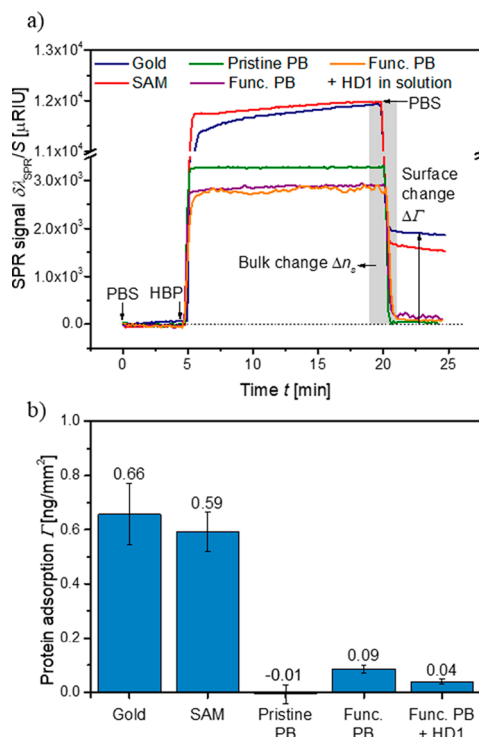 a)
Gold Pristine PB Func. PB
SAM Func. PB + HD1 in solution
SPR signal δλSPR/S [μRIU]
1.3x10⁴
1.2x10⁴
1.1x10⁴
3.0x10³
2.0x10³
1.0x10³
0.0
PBS
Surface
change
ΔΓ
Bulk change Δnₛ
PBS HBP
0 5 10 15 20 25
Time t [min]
b)
Protein adsorption Γ[ng/mm²]
1.0
0.8
0.6
0.4
0.2
0.0
0.66
0.59
-0.01
0.09
0.04
Gold SAM Pristine Func. Func. PB
PB PB + HD1